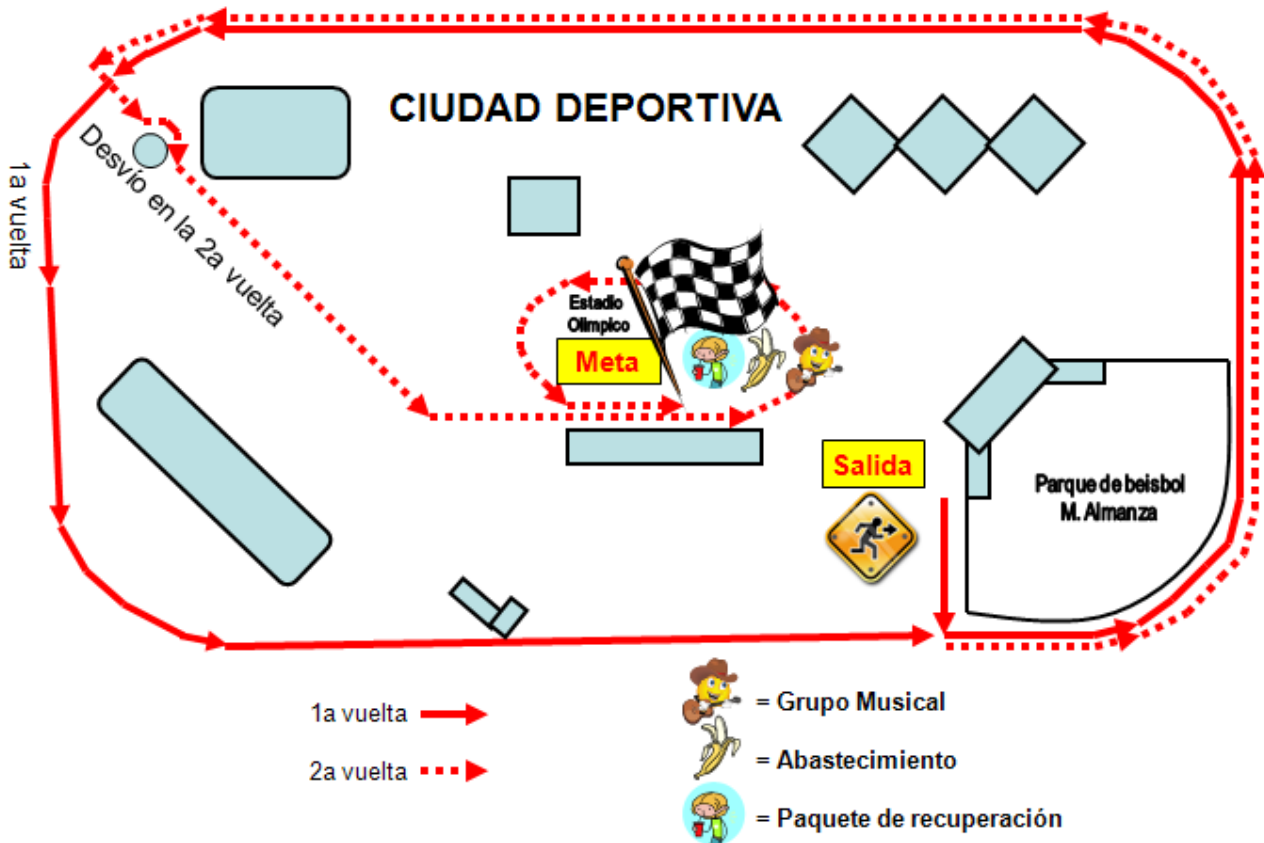 CIUDAD DEPORTIVA
1a vuelta
Desvío en la 2a vuelta
Estadio
Olimpico
Meta
Salida
Parque de beisbol
M. Almanza
1a vuelta
2a vuelta
= Grupo Musical
= Abastecimiento
= Paquete de recuperación